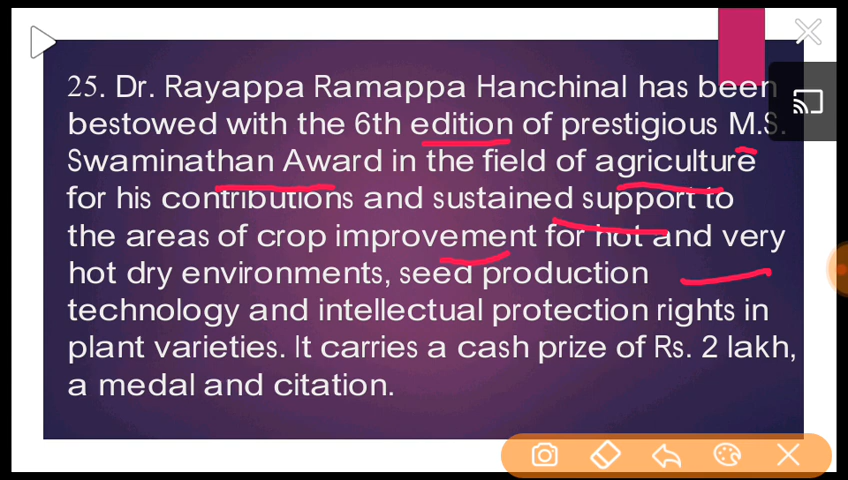 25. Dr. Rayappa Ramappa Hanchinal has been
bestowed with the 6th edition of prestigious M.S.
Swaminathan Award in the field of agriculture
for his contributions and sustained support to
the areas of crop improvement for hot and very
hot dry environments, seed production
technology and intellectual protection rights in
plant varieties. It carries a cash prize of Rs. 2 lakh,
a medal and citation.